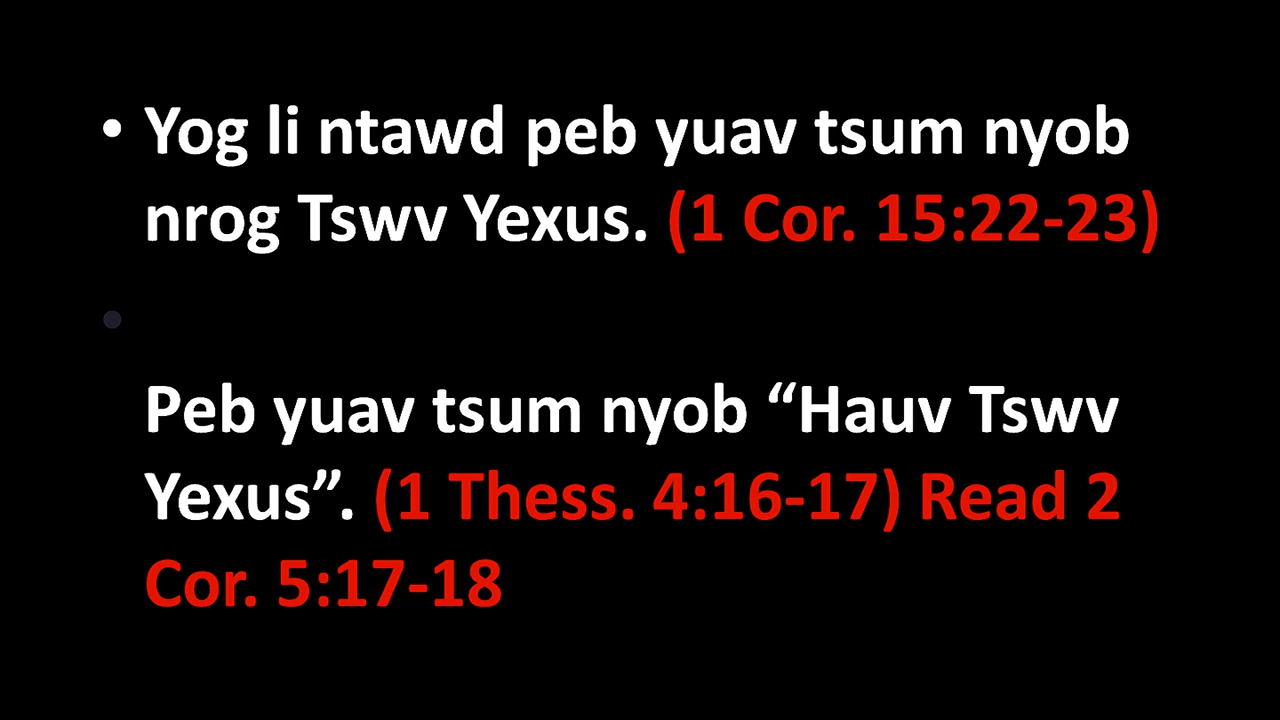 • Yog li ntawd peb yuav tsum nyob
nrog Tswv Yexus. (1 Cor. 15:22-23)
•
Peb yuav tsum nyob “Hauv Tswv
Yexus”. (1 Thess. 4:16-17) Read 2
Cor. 5:17-18